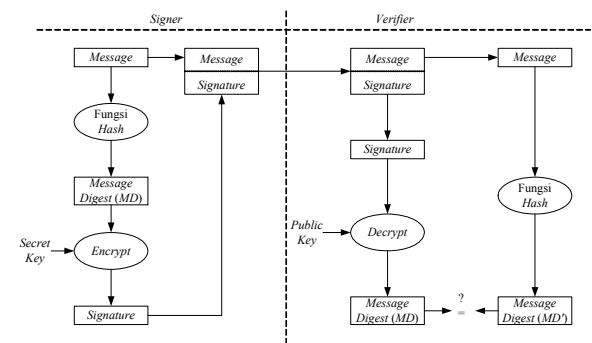 Signer
Verifier
Message
Message
Signature
Message
Signature
Message
Fungsi
Hash
Signature
Message
Digest (MD)
Fungsi
Hash
Secret
Key
Encrypt
Public
Key
Decrypt
Signature
Message
Digest (MD)
?
=
Message
Digest (MD')